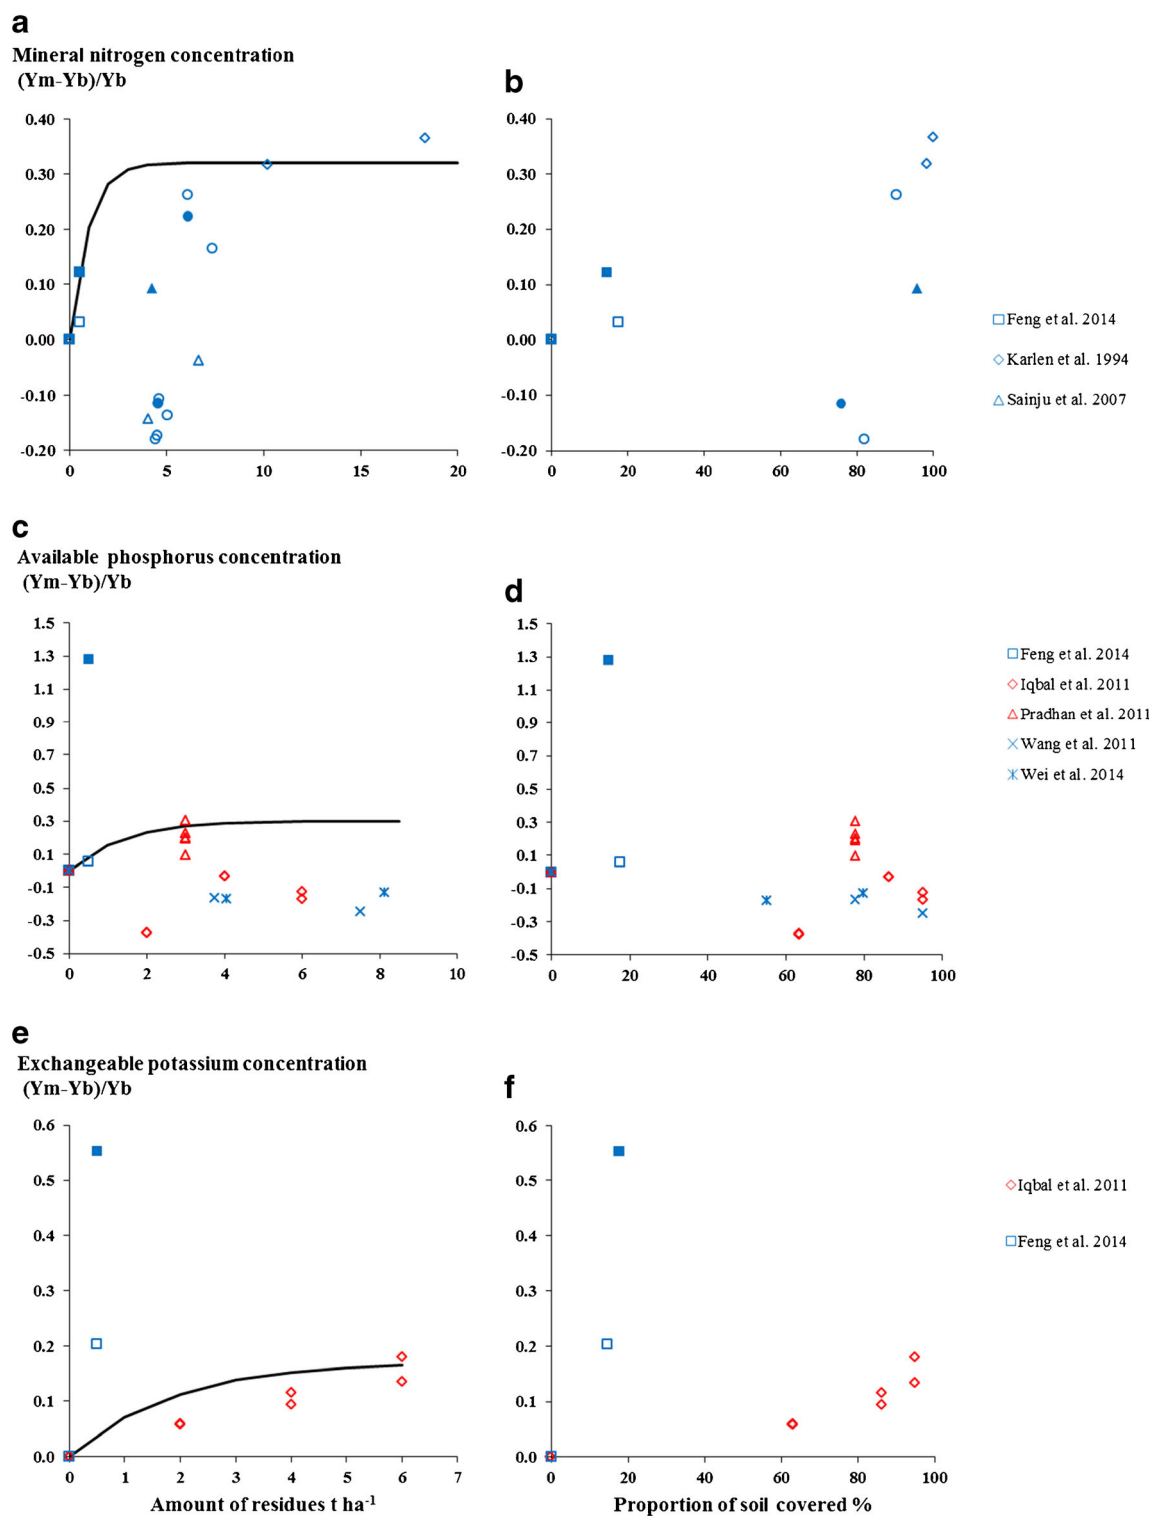 a
Mineral nitrogen concentration
(Ym-Yb)/Yb
b
0.40
0.30
0.20
0.10
0.00
-0.10
-0.20
0 5 10 15 20
0.40
0.30
0.20
0.10
0.00
-0.10
-0.20
0 20 40 60 80 100
Feng et al. 2014
Karlen et al. 1994
Sainju et al. 2007
c
Available phosphorus concentration
(Ym-Yb)/Yb
d
1.5
1.3
1.1
0.9
0.7
0.5
0.3
0.1
-0.1
-0.3
-0.5
0 2 4 6 8 10
1.5
1.3
1.1
0.9
0.7
0.5
0.3
0.1
-0.1
-0.3
-0.5
0 20 40 60 80 100
Feng et al. 2014
Iqbal et al. 2011
Pradhan et al. 2011
Wang et al. 2011
Wei et al. 2014
e
Exchangeable potassium concentration
(Ym-Yb)/Yb
f
0.6
0.5
0.4
0.3
0.2
0.1
0.0
0 1 2 3 4 5 6 7
Amount of residues t ha-1
0.6
0.5
0.4
0.3
0.2
0.1
0.0
0 20 40 60 80 100
Proportion of soil covered %
Iqbal et al. 2011
Feng et al. 2014